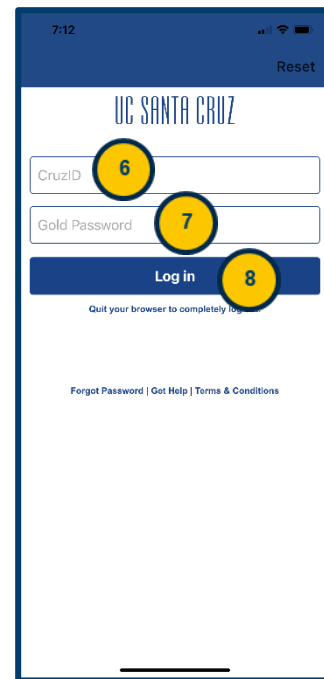 7:12
Reset
UC SANTA CRUZ
CruzID 6
Gold Password 7
Log in 8
Quit your browser to completely
Forgot Password | Get Help | Terms & Conditions